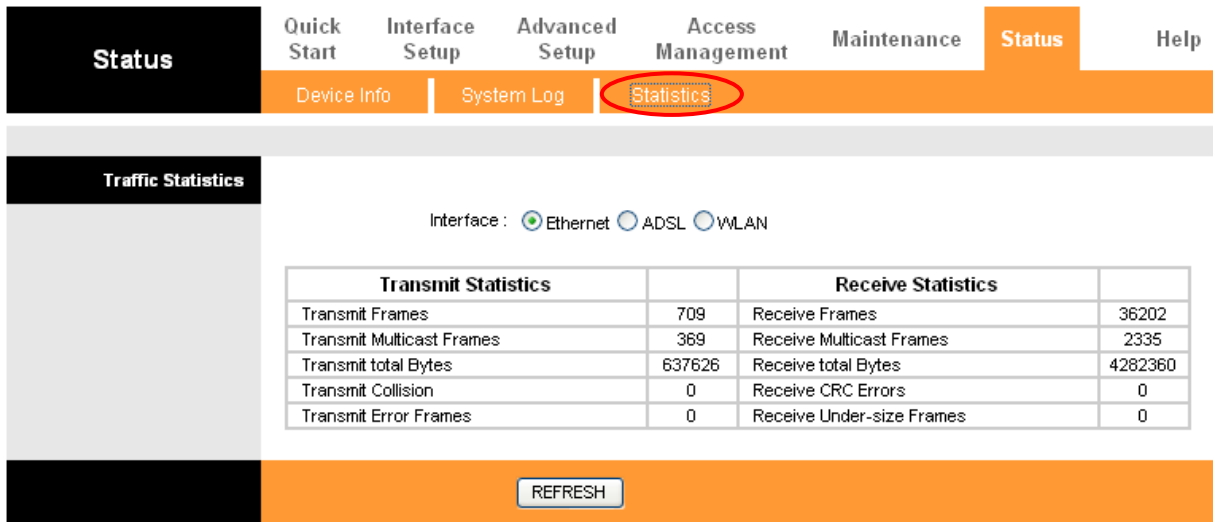 Status
Quick Start
Interface Setup
Advanced Setup
Access Management
Maintenance
Status
Help
Device Info
System Log
Statistics
Traffic Statistics
Interface : Ethernet ADSL WLAN
Transmit Statistics Receive Statistics
Transmit Frames 709 Receive Frames 36202
Transmit Multicast Frames 369 Receive Multicast Frames 2335
Transmit total Bytes 637626 Receive total Bytes 4282360
Transmit Collision 0 Receive CRC Errors 0
Transmit Error Frames 0 Receive Under-size Frames 0
REFRESH